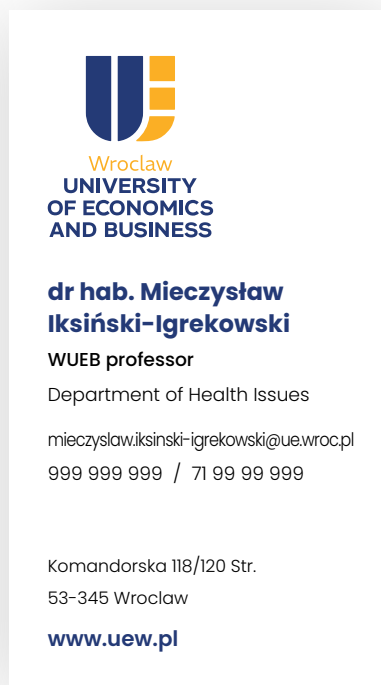 Wroclaw
UNIVERSITY
OF ECONOMICS
AND BUSINESS
dr hab. Mieczysław
Iksiński-Igrekowski
WUEB professor
Department of Health Issues
mieczyslaw.iksinski-igrekowski@ue.wroc.pl
999 999 999 / 71 99 99 999
Komandorska 118/120 Str.
53-345 Wroclaw
www.uew.pl